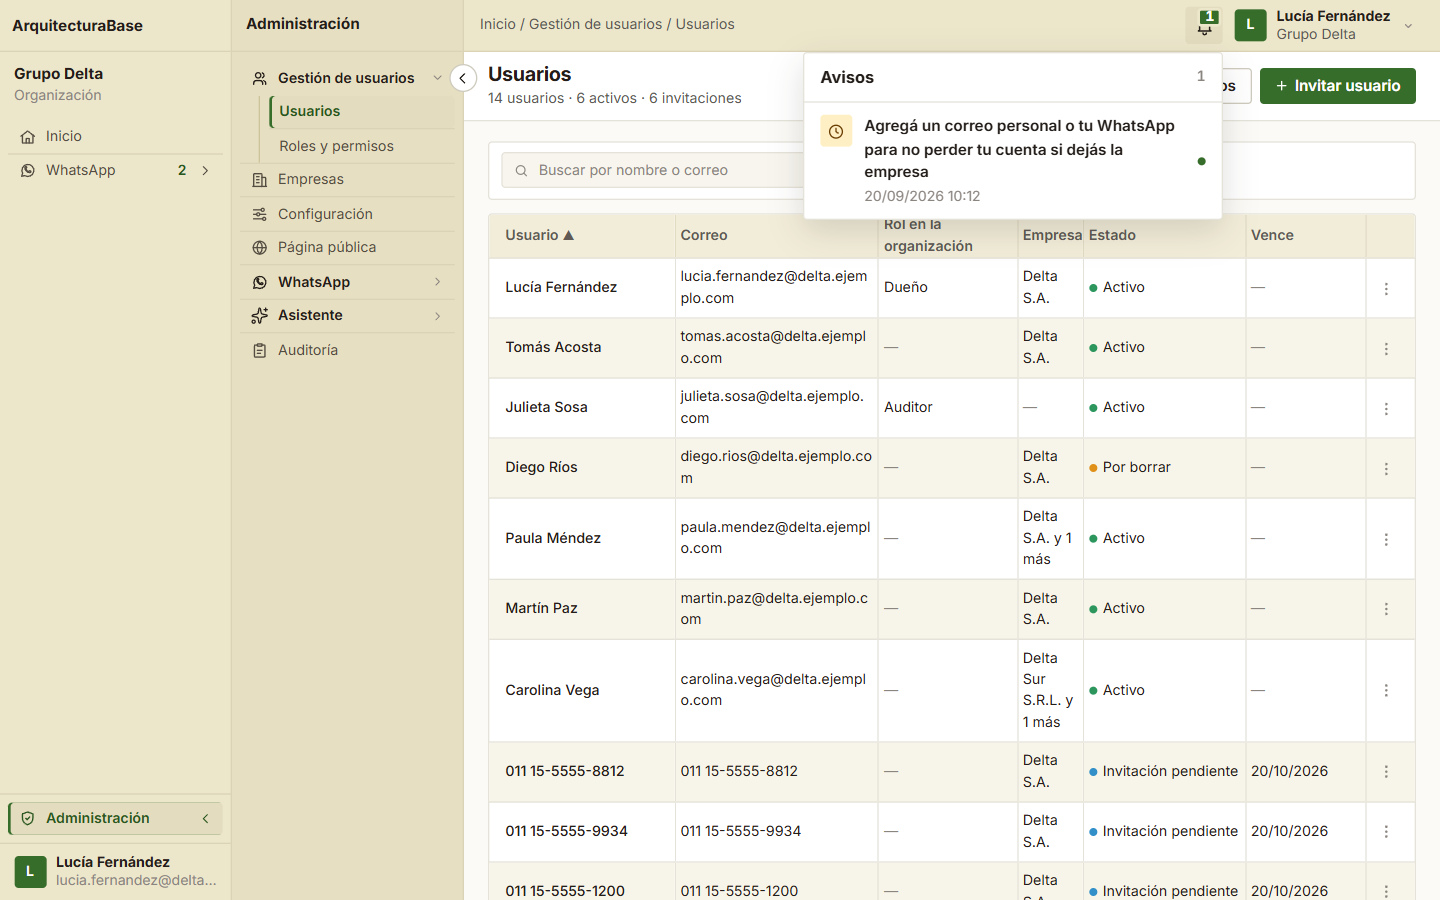 ArquitecturaBase
Grupo Delta
Organización
Inicio
WhatsApp 2
Administración
Lucía Fernández
lucia.fernandez@delta...
Administración
Gestión de usuarios
Usuarios
Roles y permisos
Empresas
Configuración
Página pública
WhatsApp
Asistente
Auditoría
Inicio / Gestión de usuarios / Usuarios
1
L
Lucía Fernández
Grupo Delta
Usuarios
14 usuarios · 6 activos · 6 invitaciones
os
+ Invitar usuario
Avisos 1
Agregá un correo personal o tu WhatsApp
para no perder tu cuenta si dejás la
empresa
20/09/2026 10:12
Buscar por nombre o correo
Usuario ▲ Correo Rol en la organización Empresa Estado Vence
Lucía Fernández lucia.fernandez@delta.ejem
plo.com Dueño Delta
S.A. Activo —
Tomás Acosta tomas.acosta@delta.ejempl
o.com — Delta
S.A. Activo —
Julieta Sosa julieta.sosa@delta.ejemplo.
com Auditor — Activo —
Diego Ríos diego.rios@delta.ejemplo.co
m — Delta
S.A. Por borrar —
Paula Méndez paula.mendez@delta.ejempl
o.com — Delta
S.A. y 1
más Activo —
Martín Paz martin.paz@delta.ejemplo.c
om — Delta
S.A. Activo —
Carolina Vega carolina.vega@delta.ejempl
o.com — Delta
Sur
S.R.L. y
1 más Activo —
011 15-5555-8812 011 15-5555-8812 — Delta
S.A. Invitación pendiente 20/10/2026
011 15-5555-9934 011 15-5555-9934 — Delta
S.A. Invitación pendiente 20/10/2026
011 15-5555-1200 011 15-5555-1200 — Delta
S.A. Invitación pendiente 20/10/2026
L